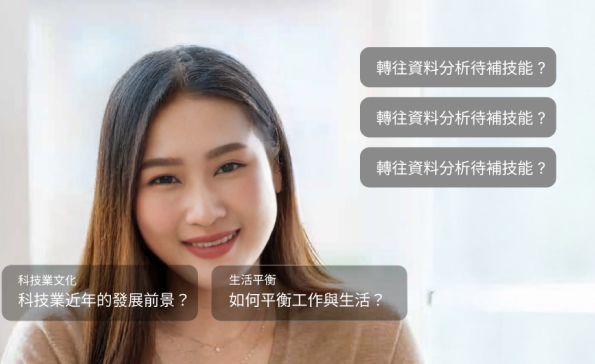 轉往資料分析待補技能？
轉往資料分析待補技能？
轉往資料分析待補技能？
科技業文化
科技業近年的發展前景？
生活平衡
如何平衡工作與生活？